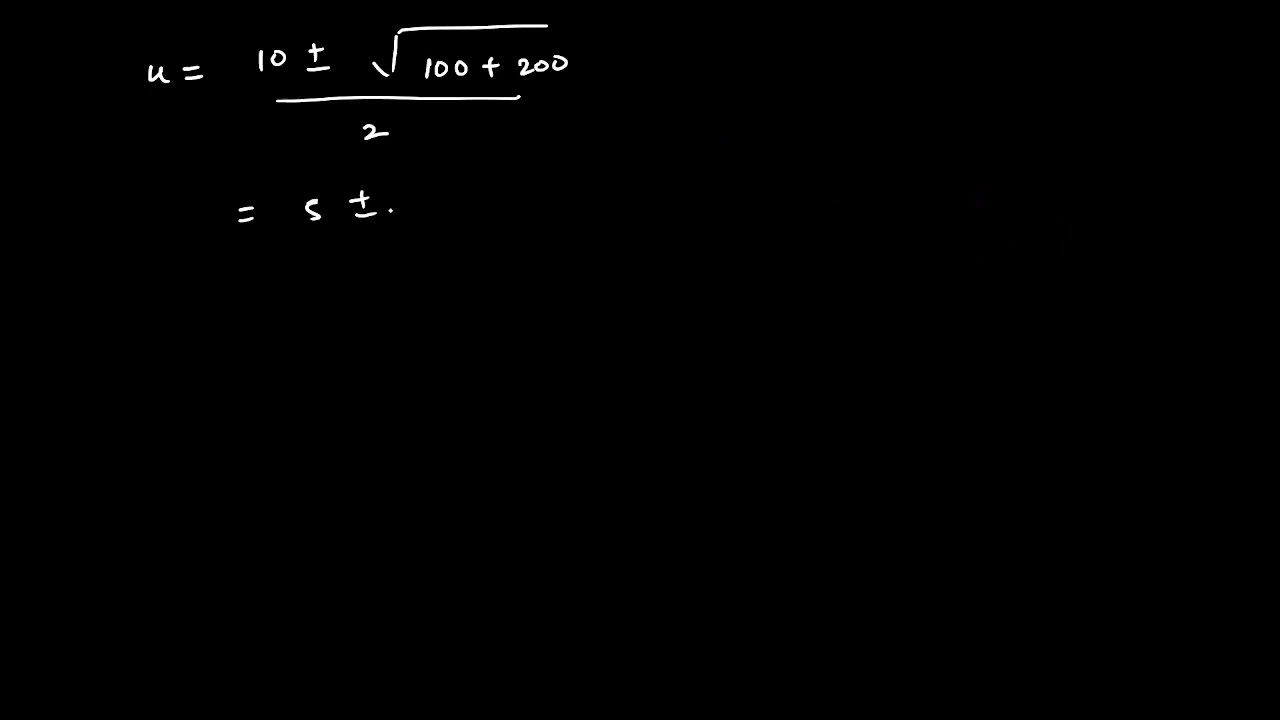 u = 10 ± √100 + 200
2
= 5 ± .